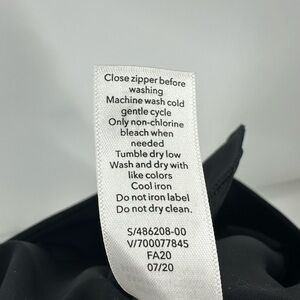 Close zipper before
washing
Machine wash cold
gentle cycle
Only non-chlorine
bleach when
needed
Tumble dry low
Wash and dry with
like colors
Cool iron
Do not iron label
Do not dry clean.
S/486208-00
V/700077845
FA20
07/20